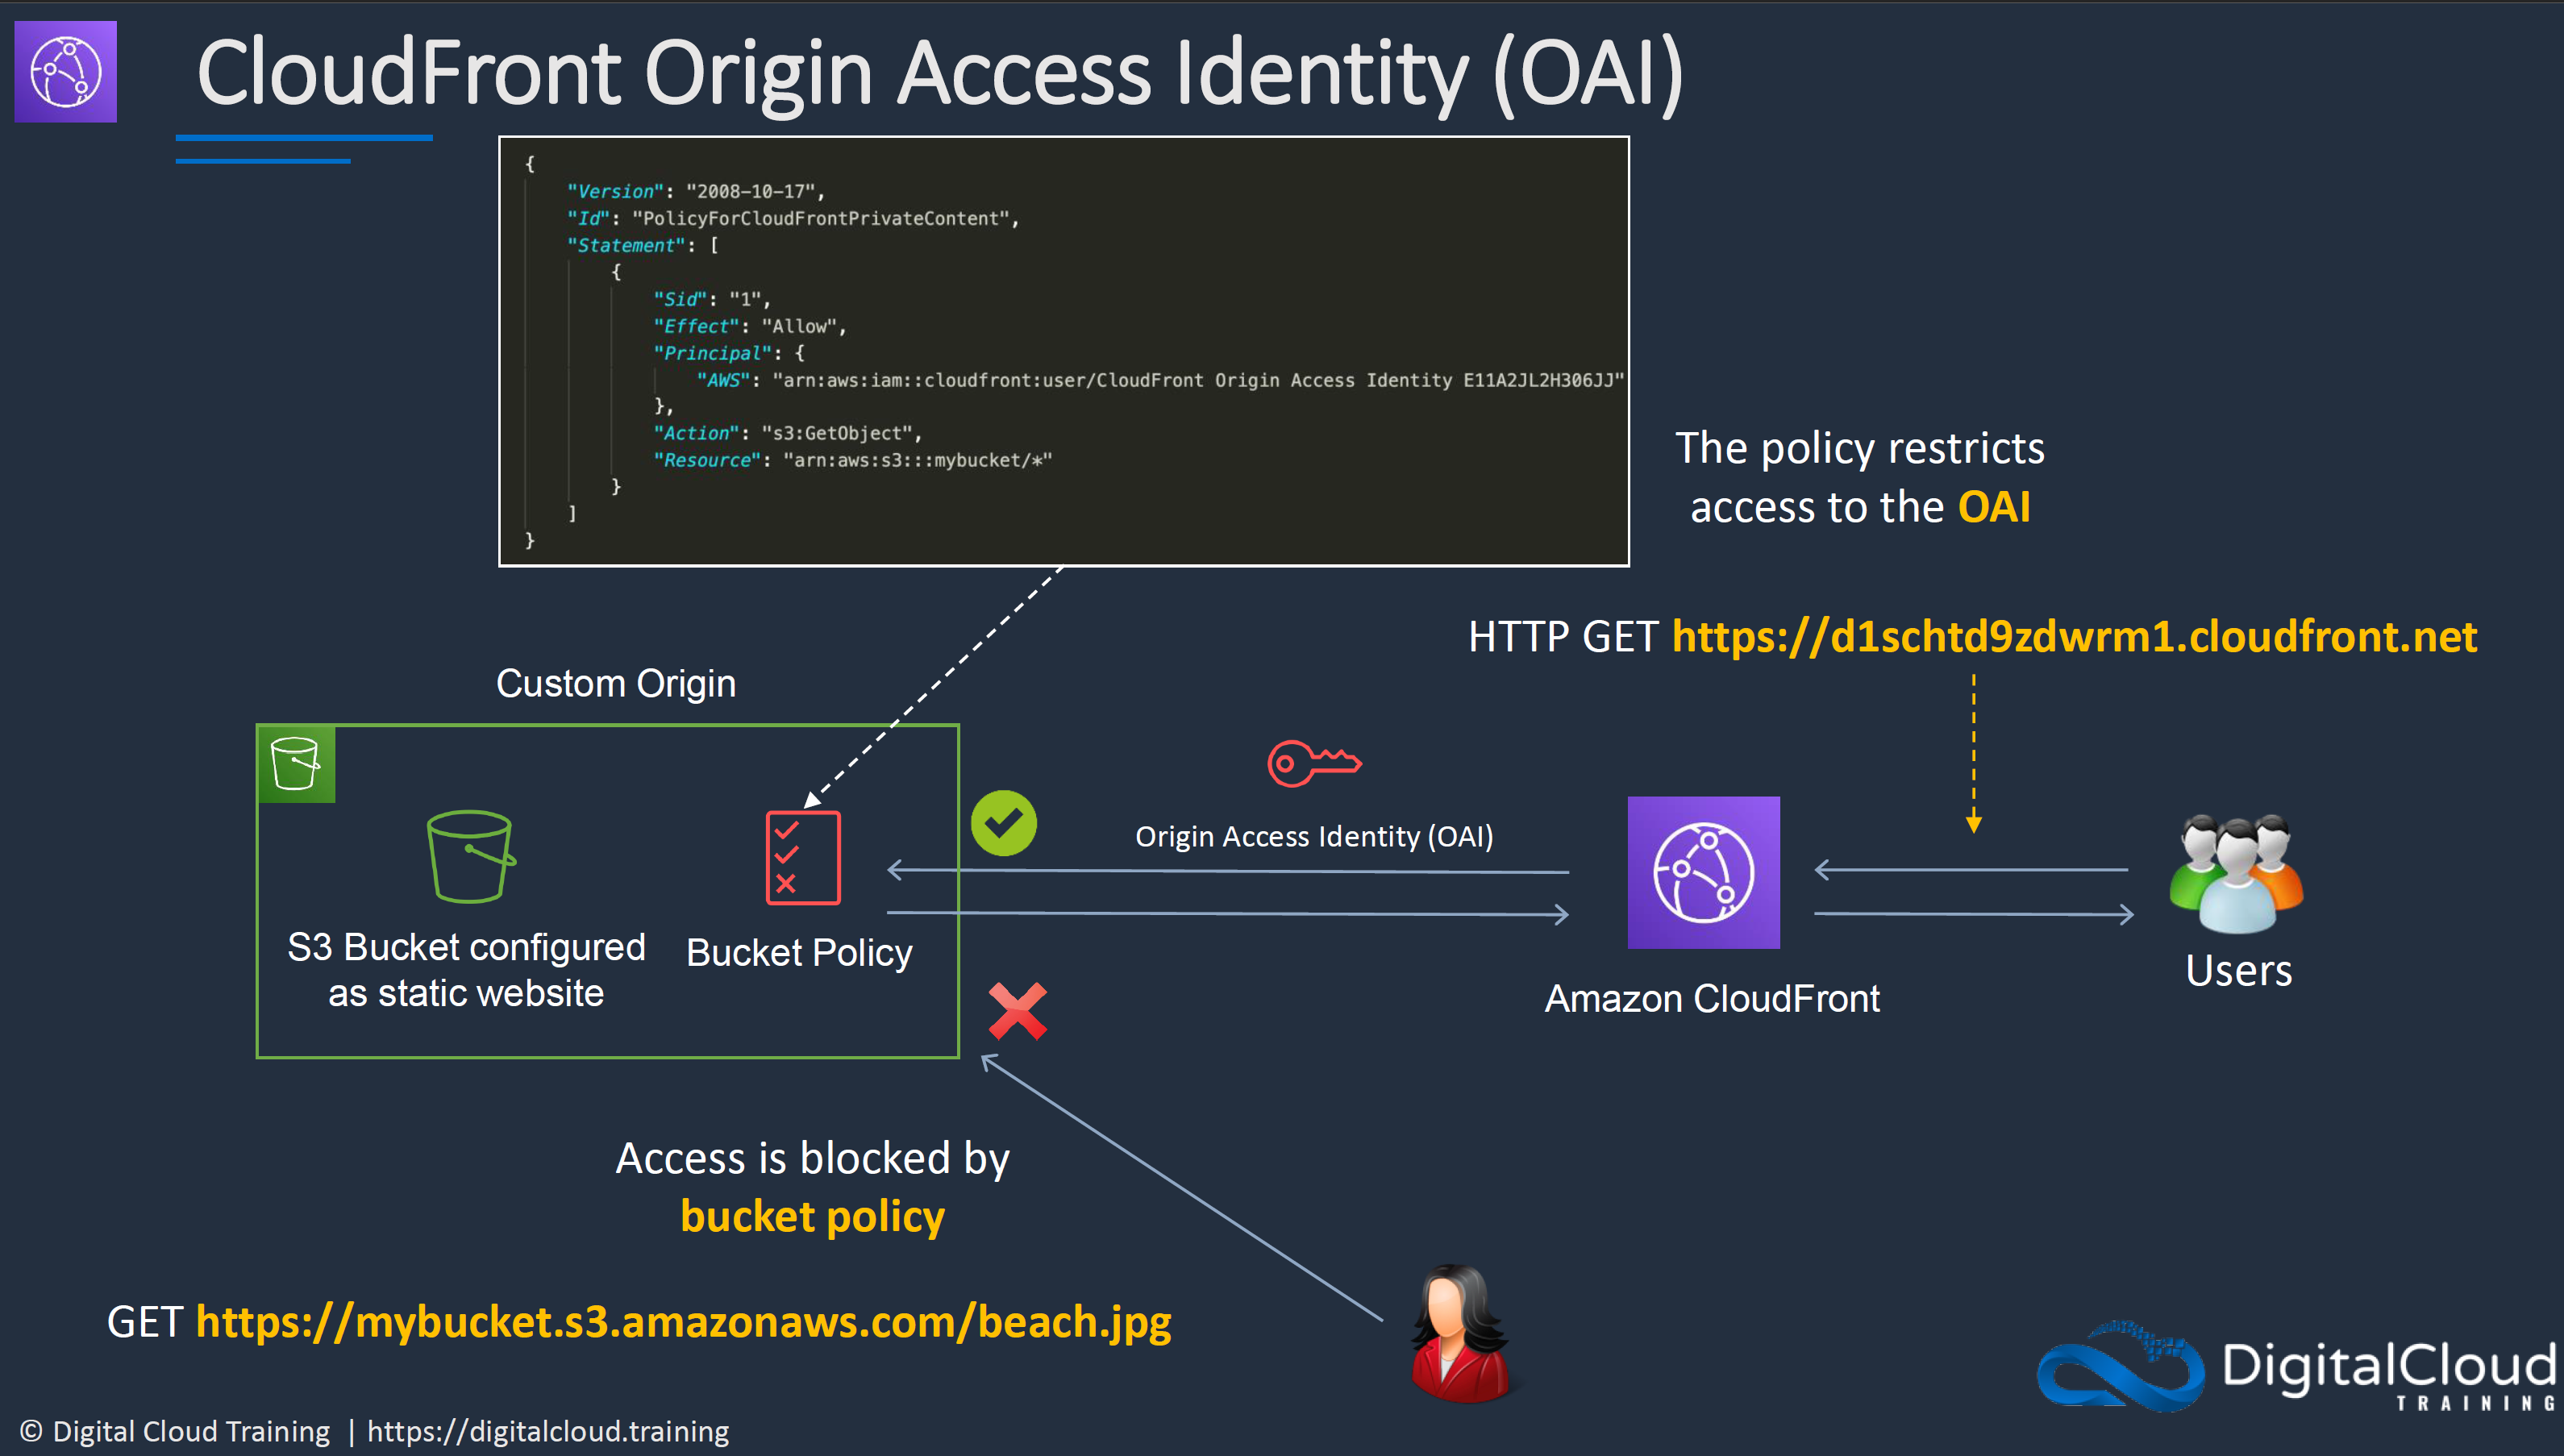 CloudFront Origin Access Identity (OAI)
{
"Version": "2008-10-17",
"Id": "PolicyForCloudFrontPrivateContent",
"Statement": [
{
"Sid": "1",
"Effect": "Allow",
"Principal": {
"AWS": "arn:aws:iam::cloudfront:user/CloudFront Origin Access Identity E11A2JL2H306JJ"
},
"Action": "s3:GetObject",
"Resource": "arn:aws:s3:::mybucket/*"
}
]
}
The policy restricts
access to the OAI
HTTP GET https://d1schtd9zdwrm1.cloudfront.net
Custom Origin
Origin Access Identity (OAI)
S3 Bucket configured
as static website
Bucket Policy
Amazon CloudFront
Users
Access is blocked by
bucket policy
GET https://mybucket.s3.amazonaws.com/beach.jpg
DigitalCloud
TRAINING
© Digital Cloud Training | https://digitalcloud.training